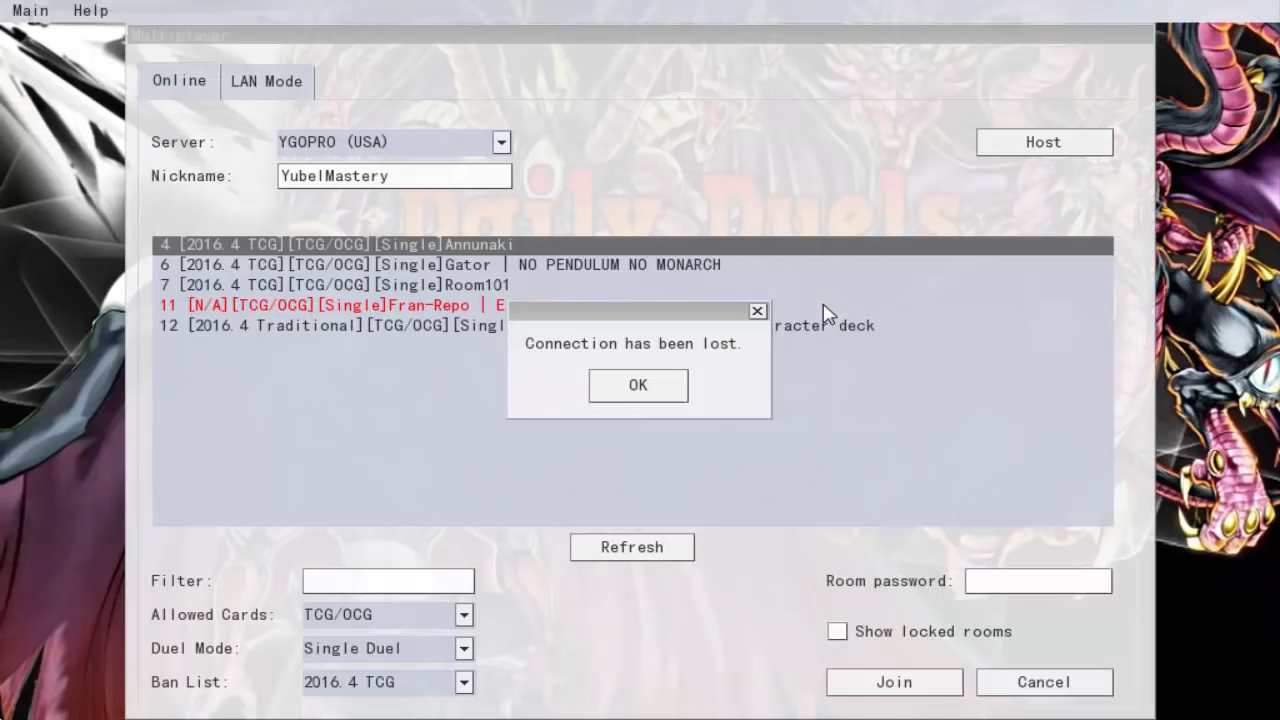 Main Help
Multiplayer
Online LAN Mode
Server: YGOPRO (USA) Host
Nickname: YubelMastery
Daily Duels
4 [2016.4 TCG][TCG/OCG][Single]Annunaki
6 [2016.4 TCG][TCG/OCG][Single]Gator | NO PENDULUM NO MONARCH
7 [2016.4 TCG][TCG/OCG][Single]Room101
11 [N/A][TCG/OCG][Single]Fran-Repo | E
12 [2016.4 Traditional][TCG/OCG][Singl racter deck
Connection has been lost.
OK
Refresh
Filter: Room password:
Allowed Cards: TCG/OCG
Show locked rooms
Duel Mode: Single Duel
Ban List: 2016.4 TCG Join Cancel